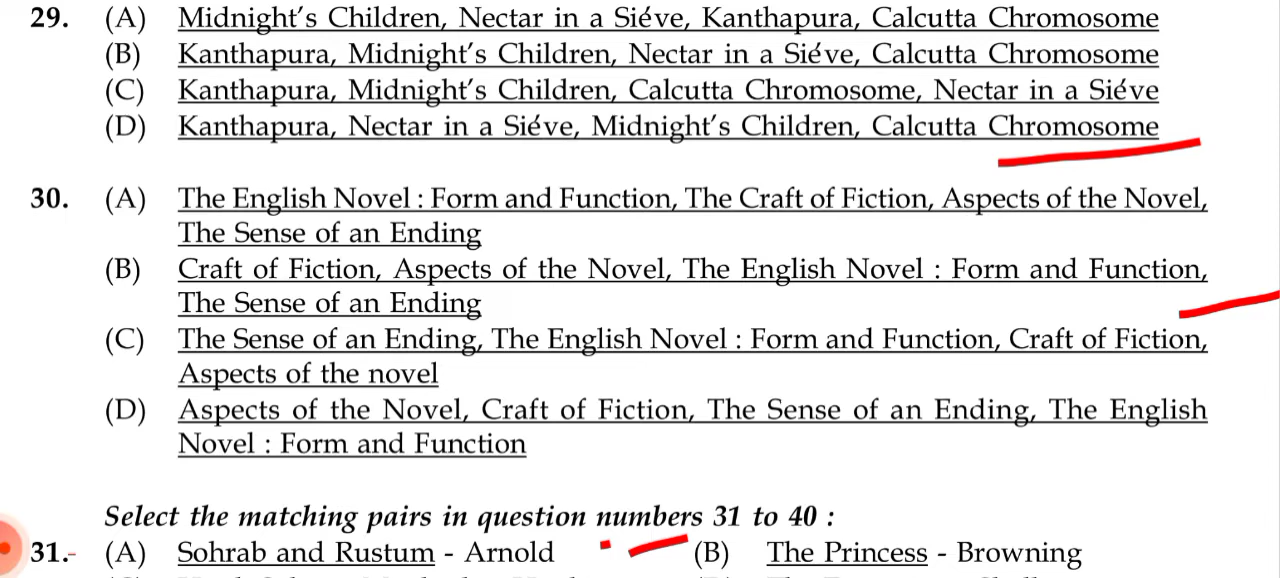 29. (A) Midnight's Children, Nectar in a Siéve, Kanthapura, Calcutta Chromosome
(B) Kanthapura, Midnight's Children, Nectar in a Siéve, Calcutta Chromosome
(C) Kanthapura, Midnight's Children, Calcutta Chromosome, Nectar in a Siéve
(D) Kanthapura, Nectar in a Siéve, Midnight's Children, Calcutta Chromosome
30. (A) The English Novel : Form and Function, The Craft of Fiction, Aspects of the Novel,
The Sense of an Ending
(B) Craft of Fiction, Aspects of the Novel, The English Novel : Form and Function,
The Sense of an Ending
(C) The Sense of an Ending, The English Novel : Form and Function, Craft of Fiction,
Aspects of the novel
(D) Aspects of the Novel, Craft of Fiction, The Sense of an Ending, The English
Novel : Form and Function
Select the matching pairs in question numbers 31 to 40 :
31. (A) Sohrab and Rustum - Arnold (B) The Princess - Browning